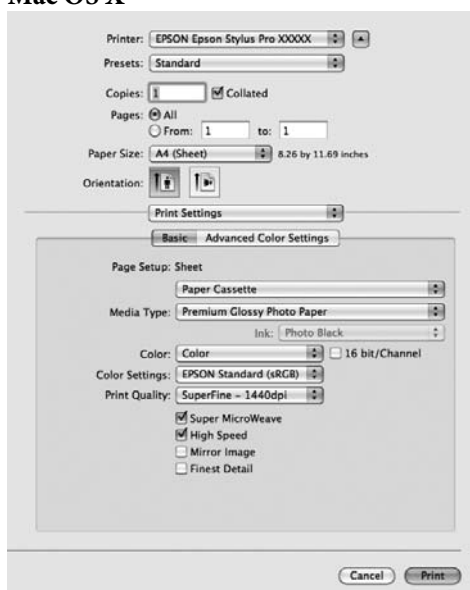 Mac OS X
Printer: EPSON Epson Stylus Pro XXXXX
Presets: Standard
Copies: 1 Collated
Pages: All
From: 1 to: 1
Paper Size: A4 (Sheet) 8.26 by 11.69 inches
Orientation:
Print Settings
Basic Advanced Color Settings
Page Setup: Sheet
Paper Cassette
Media Type: Premium Glossy Photo Paper
Ink: Photo Black
Color: Color 16 bit/Channel
Color Settings: EPSON Standard (sRGB)
Print Quality: SuperFine - 1440dpi
Super MicroWeave
High Speed
Mirror Image
Finest Detail
Cancel Print